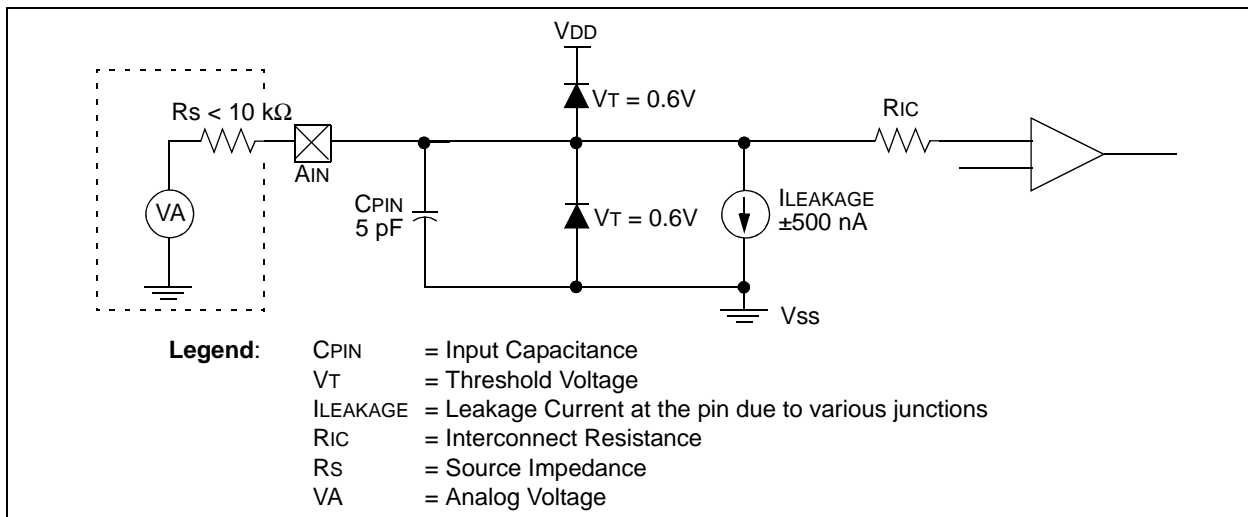 VDD
Rs < 10 kΩ
VT = 0.6V
RIC
AIN
VA
CPIN
5 pF
VT = 0.6V
ILEAKAGE
±500 nA
Vss
Legend:
CPIN = Input Capacitance
VT = Threshold Voltage
ILEAKAGE = Leakage Current at the pin due to various junctions
RIC = Interconnect Resistance
RS = Source Impedance
VA = Analog Voltage